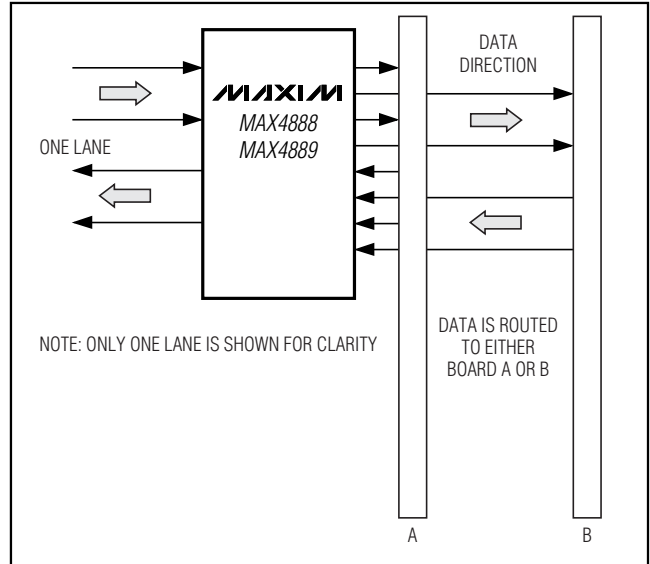 DATA
DIRECTION
MAXIM
MAX4888
MAX4889
ONE LANE
NOTE: ONLY ONE LANE IS SHOWN FOR CLARITY
DATA IS ROUTED
TO EITHER
BOARD A OR B
A
B